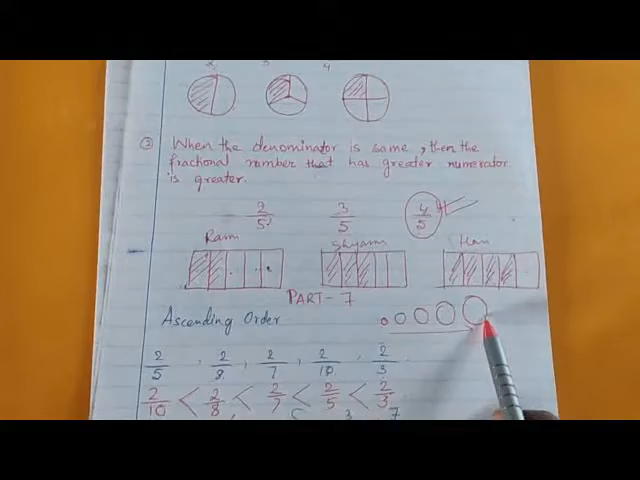 ② When the denominator is same, then the
fractional number that has greater numerator
is greater.
2/5 3/5 4/5
Ram Shyam Hari
PART-7
Ascending Order
2/5, 2/8, 2/7, 2/10, 2/3
2/10 < 2/8 < 2/7 < 2/5 < 2/3